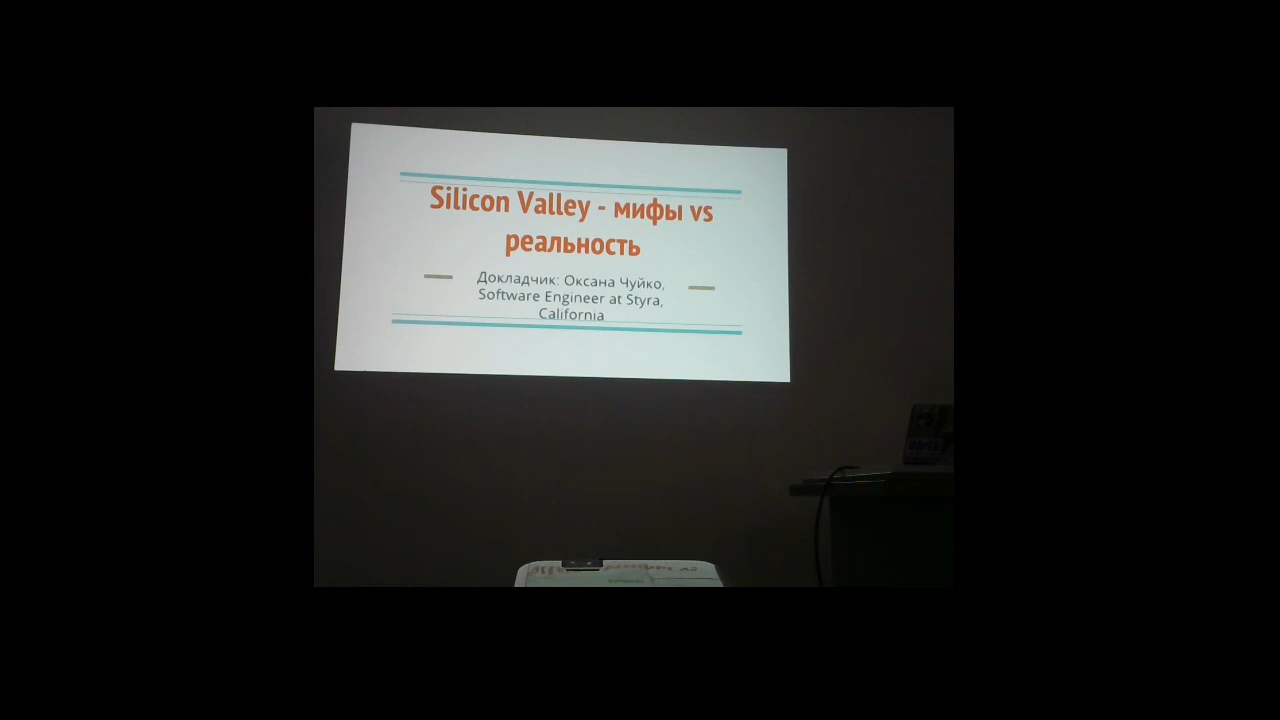 Silicon Valley - мифы vs
реальность
Докладчик: Оксана Чуйко,
Software Engineer at Styra,
California